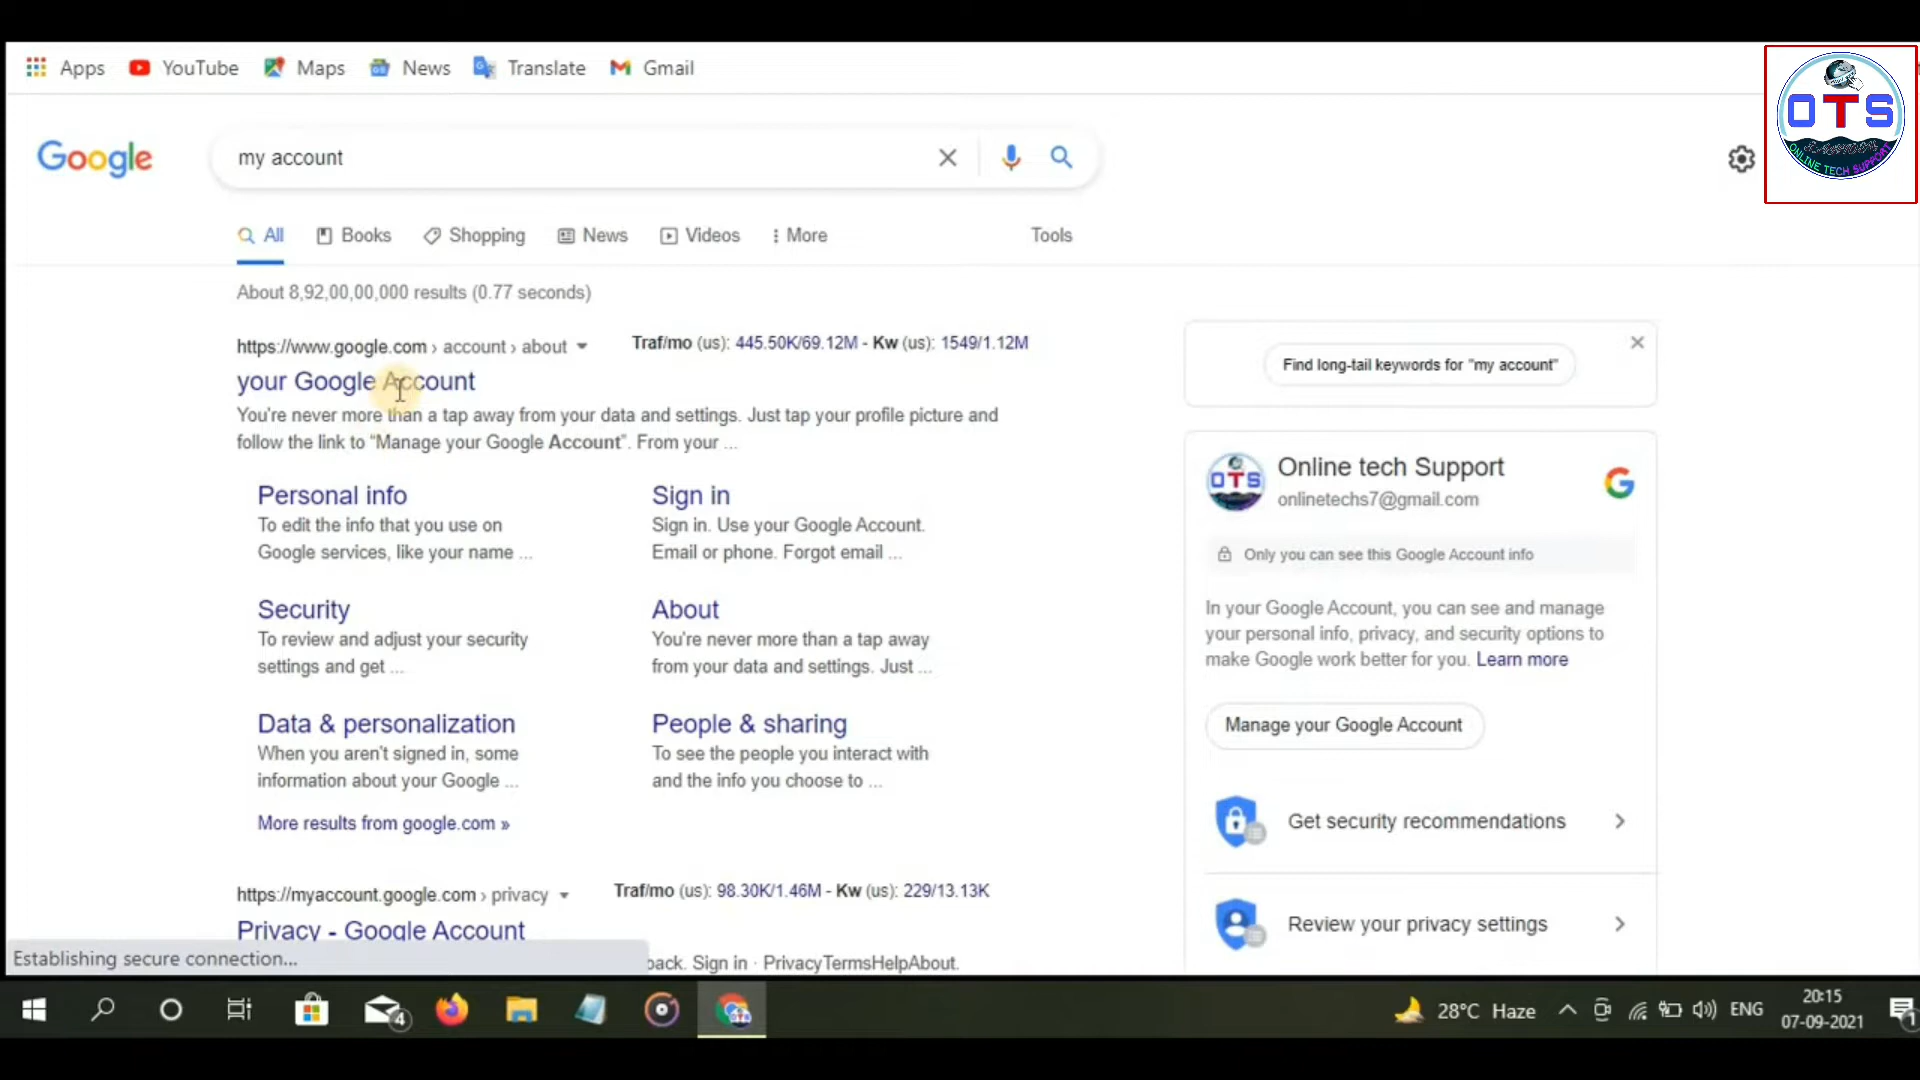 Apps YouTube Maps News Translate Gmail
OTS
ONLINE TECH SUPPORT
Google my account
All Books Shopping News Videos More Tools
About 8,92,00,00,000 results (0.77 seconds)
https://www.google.com › account › about Traf/mo (us): 445.50K/69.12M - Kw (us): 1549/1.12M
your Google Account
You're never more than a tap away from your data and settings. Just tap your profile picture and
follow the link to “Manage your Google Account”. From your ...
Personal info
To edit the info that you use on
Google services, like your name ...
Sign in
Sign in. Use your Google Account.
Email or phone. Forgot email ...
Security
To review and adjust your security
settings and get ...
About
You're never more than a tap away
from your data and settings. Just ...
Data & personalization
When you aren't signed in, some
information about your Google ...
People & sharing
To see the people you interact with
and the info you choose to ...
More results from google.com »
https://myaccount.google.com › privacy Traf/mo (us): 98.30K/1.46M - Kw (us): 229/13.13K
Privacy - Google Account
back. Sign in · PrivacyTermsHelpAbout.
Find long-tail keywords for "my account"
OTS
Online tech Support
onlinetechs7@gmail.com
Only you can see this Google Account info
In your Google Account, you can see and manage
your personal info, privacy, and security options to
make Google work better for you. Learn more
Manage your Google Account
Get security recommendations
Review your privacy settings
Establishing secure connection...
4
28°C Haze ENG
20:15
07-09-2021
1